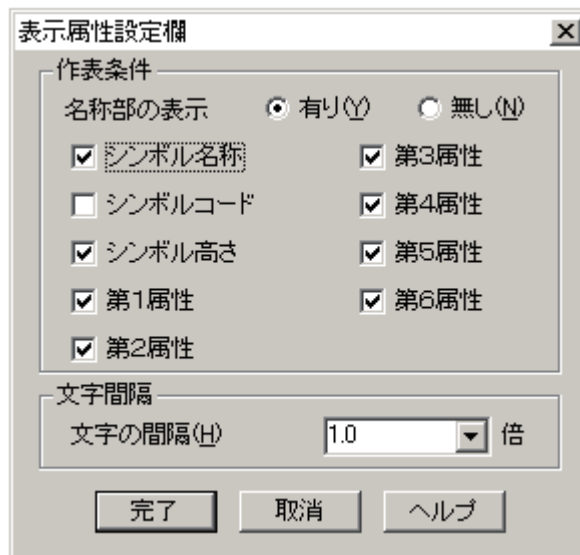 表示属性設定欄
作表条件
名称部の表示 有り(Y) 無し(N)
シンボル名称 第3属性
シンボルコード 第4属性
シンボル高さ 第5属性
第1属性 第6属性
第2属性
文字間隔
文字の間隔(H) 1.0 倍
完了 取消 ヘルプ